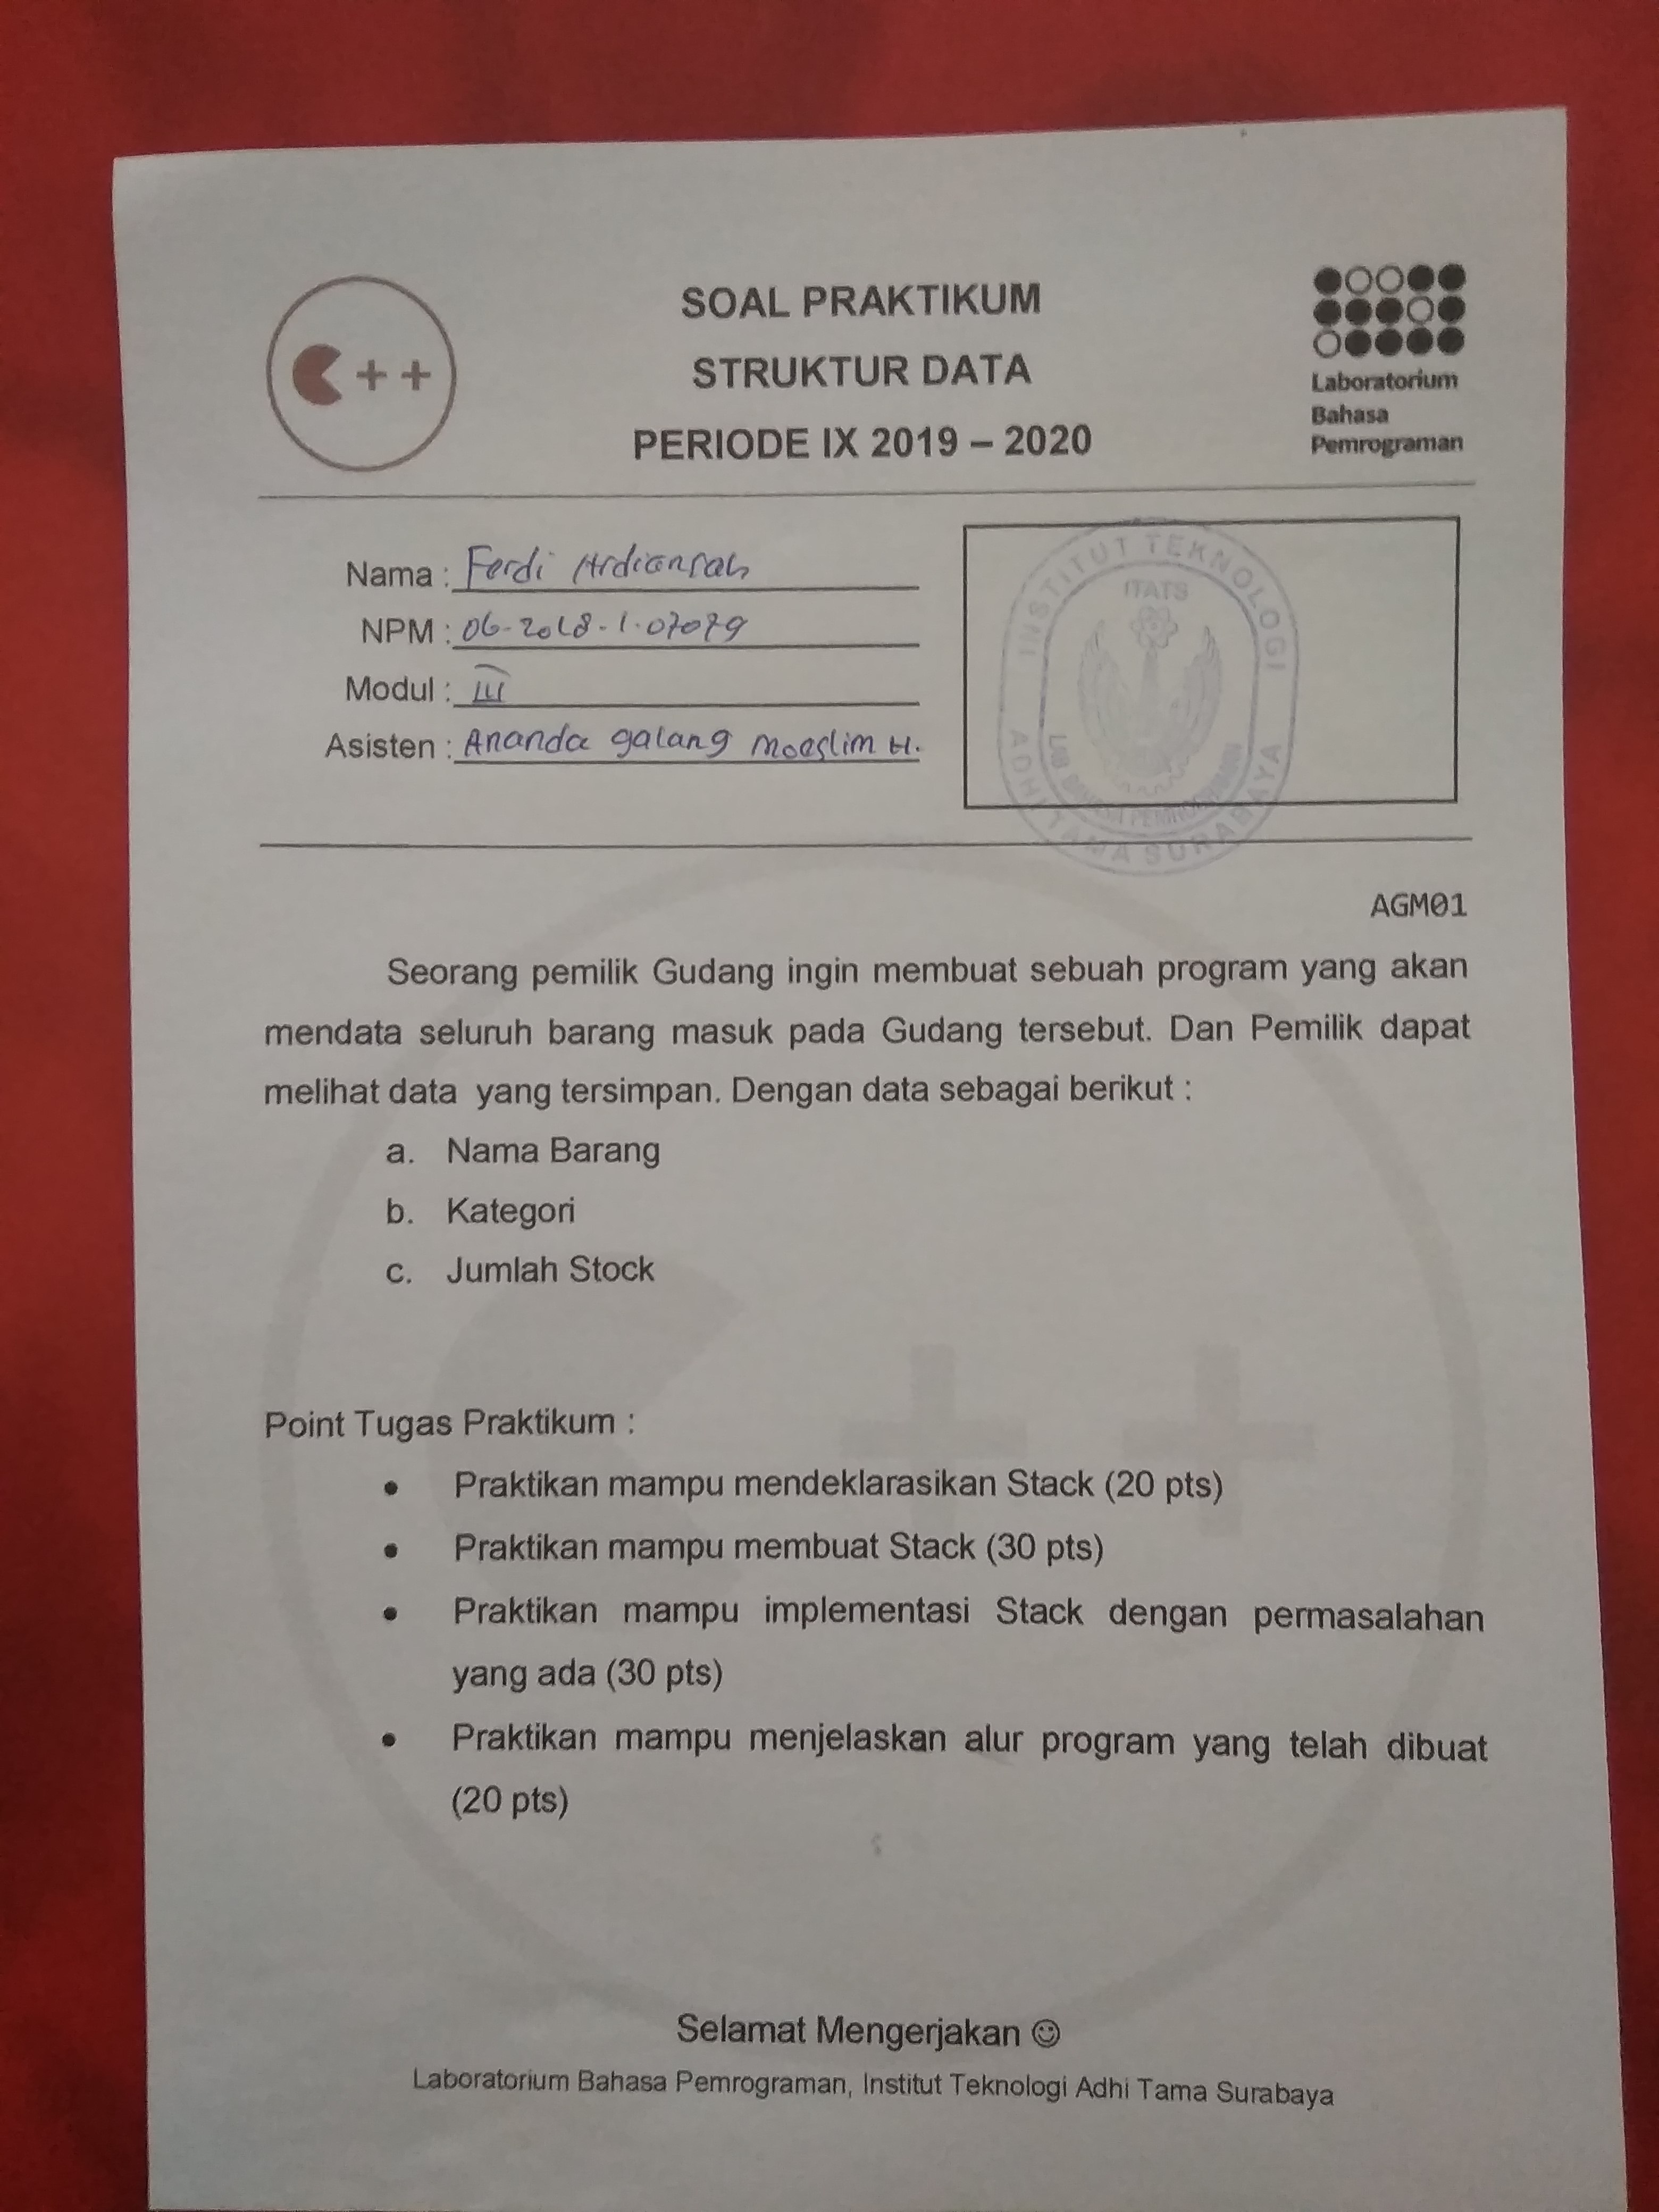 SOAL PRAKTIKUM
STRUKTUR DATA
PERIODE IX 2019 – 2020
++
Laboratorium
Bahasa
Pemrograman
Nama : Ferdi Ardiansah
NPM : 06-2018-1-07079
Modul : III
Asisten : Ananda galang Moeslim H.
INSTITUT TEKNOLOGI
ITATS
LAB BAHASA PEMROGRAMAN
ADHI TAMA SURABAYA
AGM01
Seorang pemilik Gudang ingin membuat sebuah program yang akan
mendata seluruh barang masuk pada Gudang tersebut. Dan Pemilik dapat
melihat data yang tersimpan. Dengan data sebagai berikut :
a. Nama Barang
b. Kategori
c. Jumlah Stock
Point Tugas Praktikum :
• Praktikan mampu mendeklarasikan Stack (20 pts)
• Praktikan mampu membuat Stack (30 pts)
• Praktikan mampu implementasi Stack dengan permasalahan
yang ada (30 pts)
• Praktikan mampu menjelaskan alur program yang telah dibuat
(20 pts)
Selamat Mengerjakan ☺
Laboratorium Bahasa Pemrograman, Institut Teknologi Adhi Tama Surabaya